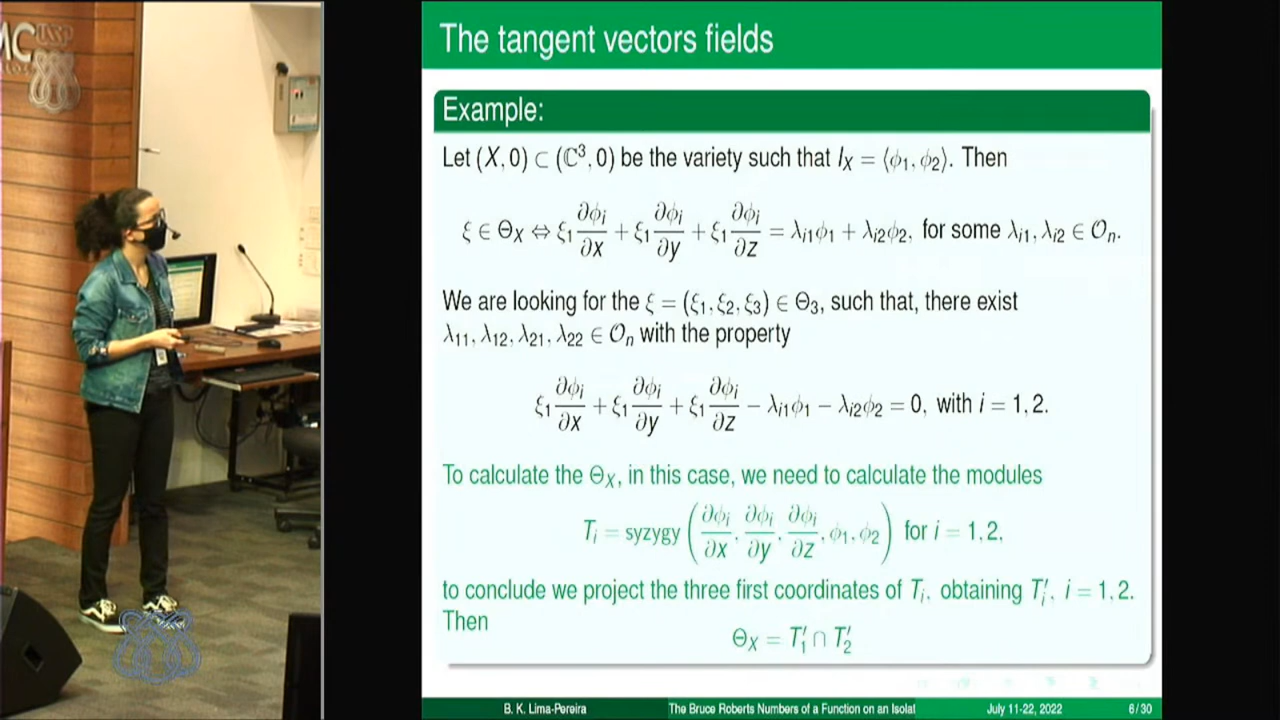 MC USP
The tangent vectors fields
Example:
Let (X, 0) ⊂ (ℂ³, 0) be the variety such that I_X = ⟨ϕ₁, ϕ₂⟩. Then
ξ ∈ Θ_X ⇔ ξ₁ ∂ϕᵢ/∂x + ξ₁ ∂ϕᵢ/∂y + ξ₁ ∂ϕᵢ/∂z = λᵢ₁ϕ₁ + λᵢ₂ϕ₂, for some λᵢ₁, λᵢ₂ ∈ 𝒪ₙ.
We are looking for the ξ = (ξ₁, ξ₂, ξ₃) ∈ Θ₃, such that, there exist
λ₁₁, λ₁₂, λ₂₁, λ₂₂ ∈ 𝒪ₙ with the property
ξ₁ ∂ϕᵢ/∂x + ξ₁ ∂ϕᵢ/∂y + ξ₁ ∂ϕᵢ/∂z − λᵢ₁ϕ₁ − λᵢ₂ϕ₂ = 0, with i = 1, 2.
To calculate the Θ_X, in this case, we need to calculate the modules
Tᵢ = syzygy (∂ϕᵢ/∂x, ∂ϕᵢ/∂y, ∂ϕᵢ/∂z, ϕ₁, ϕ₂) for i = 1, 2,
to conclude we project the three first coordinates of Tᵢ, obtaining Tᵢ′, i = 1, 2.
Then
Θ_X = T₁′ ∩ T₂′
B. K. Lima-Pereira The Bruce Roberts Numbers of a Function on an Isolat July 11-22, 2022 6/30